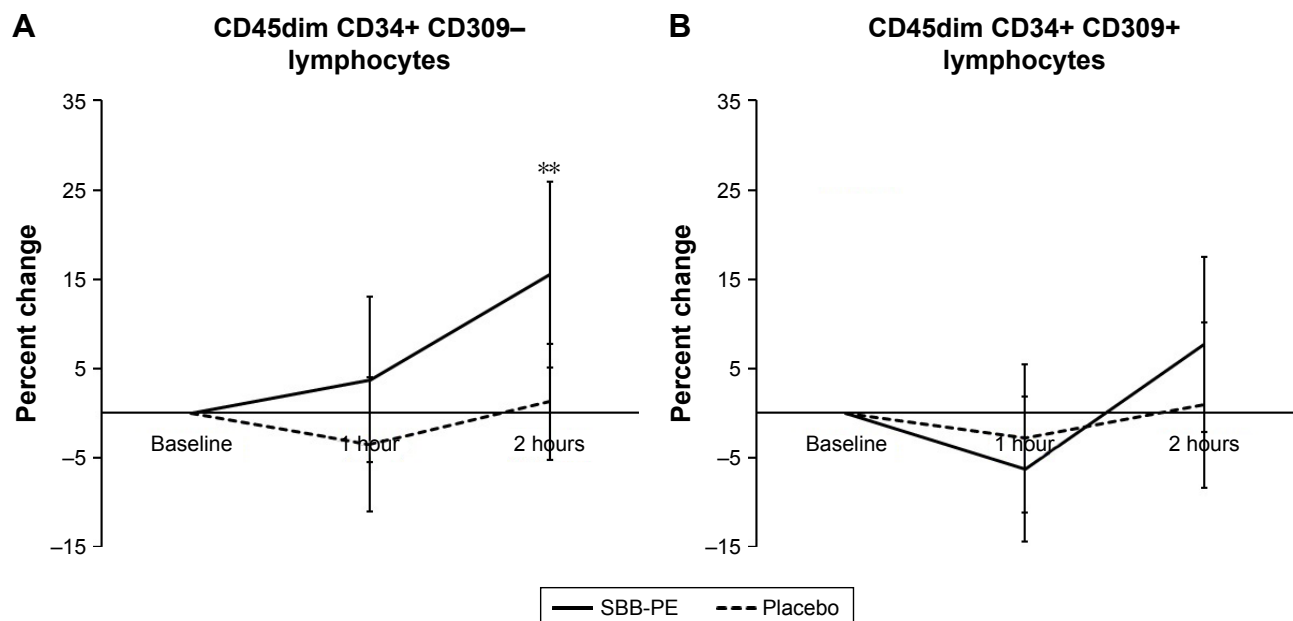 A
CD45dim CD34+ CD309–
lymphocytes
35
25
15
5
–5
–15
Percent change
**
Baseline
1 hour
2 hours
B
CD45dim CD34+ CD309+
lymphocytes
35
25
15
5
–5
–15
Percent change
Baseline
1 hour
2 hours
SBB-PE
Placebo